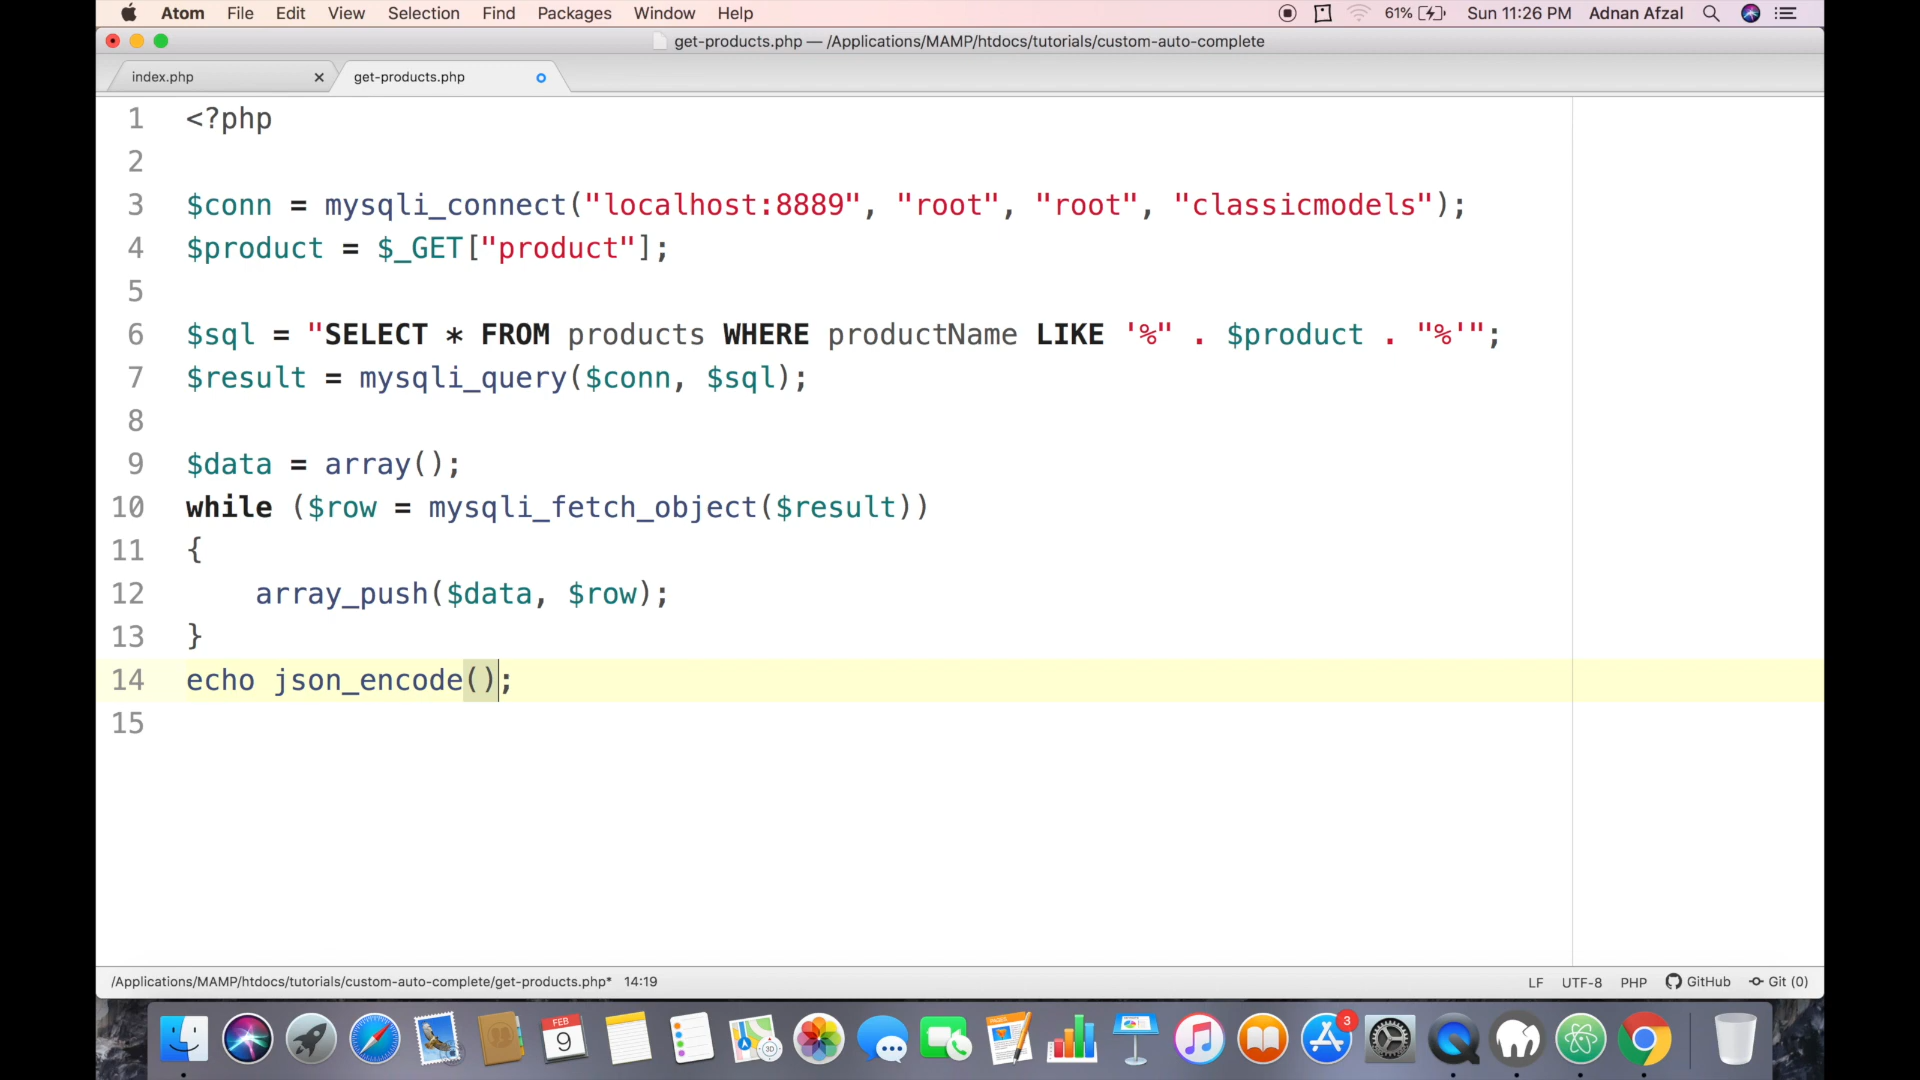 Atom File Edit View Selection Find Packages Window Help 61% Sun 11:26 PM Adnan Afzal
get-products.php — /Applications/MAMP/htdocs/tutorials/custom-auto-complete
index.php get-products.php
1 <?php
2
3 $conn = mysqli_connect("localhost:8889", "root", "root", "classicmodels");
4 $product = $_GET["product"];
5
6 $sql = "SELECT * FROM products WHERE productName LIKE '%" . $product . "%'";
7 $result = mysqli_query($conn, $sql);
8
9 $data = array();
10 while ($row = mysqli_fetch_object($result))
11 {
12 array_push($data, $row);
13 }
14 echo json_encode();
15
/Applications/MAMP/htdocs/tutorials/custom-auto-complete/get-products.php* 14:19 LF UTF-8 PHP GitHub Git (0)
FEB
9
3D
3